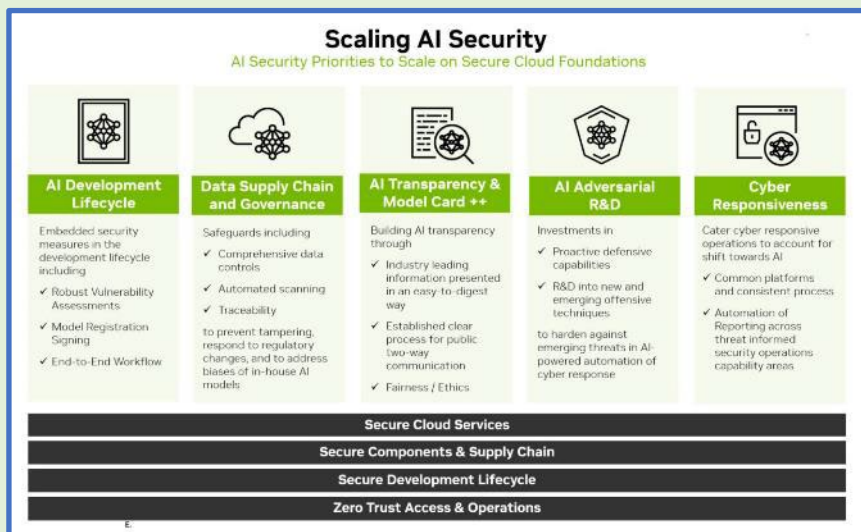 Scaling AI Security
AI Security Priorities to Scale on Secure Cloud Foundations
AI Development
Lifecycle
Embedded security
measures in the
development lifecycle
including
✓ Robust Vulnerability
Assessments
✓ Model Registration
Signing
✓ End-to-End Workflow
Data Supply Chain
and Governance
Safeguards including
✓ Comprehensive data
controls
✓ Automated scanning
✓ Traceability
to prevent tampering,
respond to regulatory
changes, and to address
biases of in-house AI
models
AI Transparency &
Model Card ++
Building AI transparency
through
✓ Industry leading
information presented
in an easy-to-digest
way
✓ Established clear
process for public
two-way
communication
✓ Fairness / Ethics
AI Adversarial
R&D
Investments in
✓ Proactive defensive
capabilities
✓ R&D into new and
emerging offensive
techniques
to harden against
emerging threats in AI-
powered automation of
cyber response
Cyber
Responsiveness
Cater cyber responsive
operations to account for
shift towards AI
✓ Common platforms
and consistent process
✓ Automation of
Reporting across
threat informed
security operations
capability areas
Secure Cloud Services
Secure Components & Supply Chain
Secure Development Lifecycle
Zero Trust Access & Operations
E.